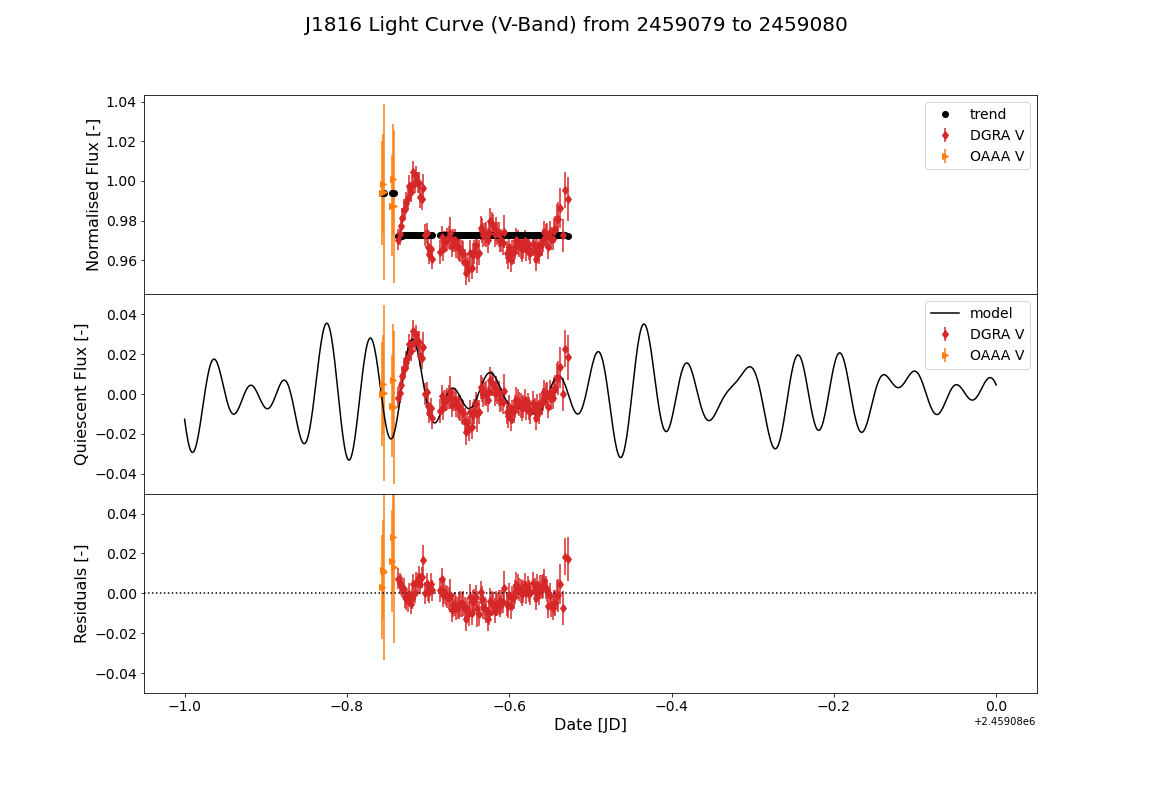 J1816 Light Curve (V-Band) from 2459079 to 2459080
Normalised Flux [-]
1.04
1.02
1.00
0.98
0.96
trend
DGRA V
OAAA V
Quiescent Flux [-]
0.04
0.02
0.00
−0.02
−0.04
model
DGRA V
OAAA V
Residuals [-]
0.04
0.02
0.00
−0.02
−0.04
−1.0 −0.8 −0.6 −0.4 −0.2 0.0
+2.45908e6
Date [JD]